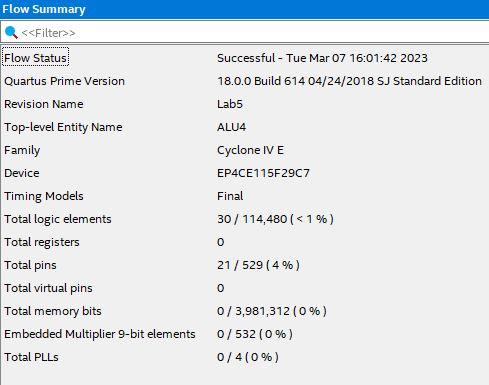 Flow Summary
<<Filter>>
Flow Status Successful - Tue Mar 07 16:01:42 2023
Quartus Prime Version 18.0.0 Build 614 04/24/2018 SJ Standard Edition
Revision Name Lab5
Top-level Entity Name ALU4
Family Cyclone IV E
Device EP4CE115F29C7
Timing Models Final
Total logic elements 30 / 114,480 ( < 1 % )
Total registers 0
Total pins 21 / 529 ( 4 % )
Total virtual pins 0
Total memory bits 0 / 3,981,312 ( 0 % )
Embedded Multiplier 9-bit elements 0 / 532 ( 0 % )
Total PLLs 0 / 4 ( 0 % )